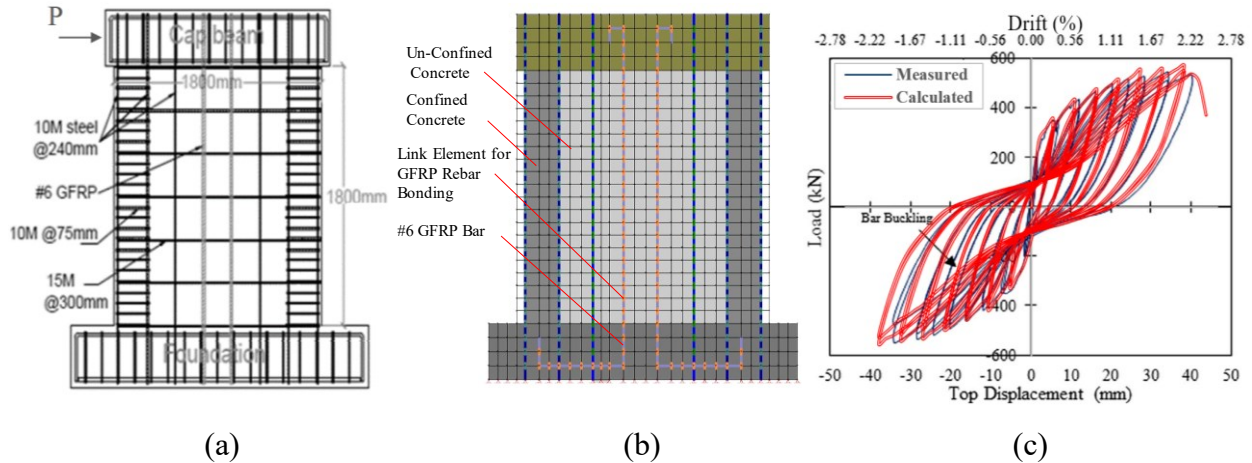 (a)
P
Cap beam
1800mm
10M steel
@240mm
#6 GFRP
1800mm
10M @75mm
15M
@300mm
Foundation
(b)
Un-Confined
Concrete
Confined
Concrete
Link Element for
GFRP Rebar
Bonding
#6 GFRP Bar
(c)
Drift (%)
-2.78 -2.22 -1.67 -1.11 -0.56 0.00 0.56 1.11 1.67 2.22 2.78
600
Measured
Calculated
400
200
Load (kN)
Bar Buckling
-400
-600
-50 -40 -30 -20 -10 0 10 20 30 40 50
Top Displacement (mm)
(a) (b) (c)